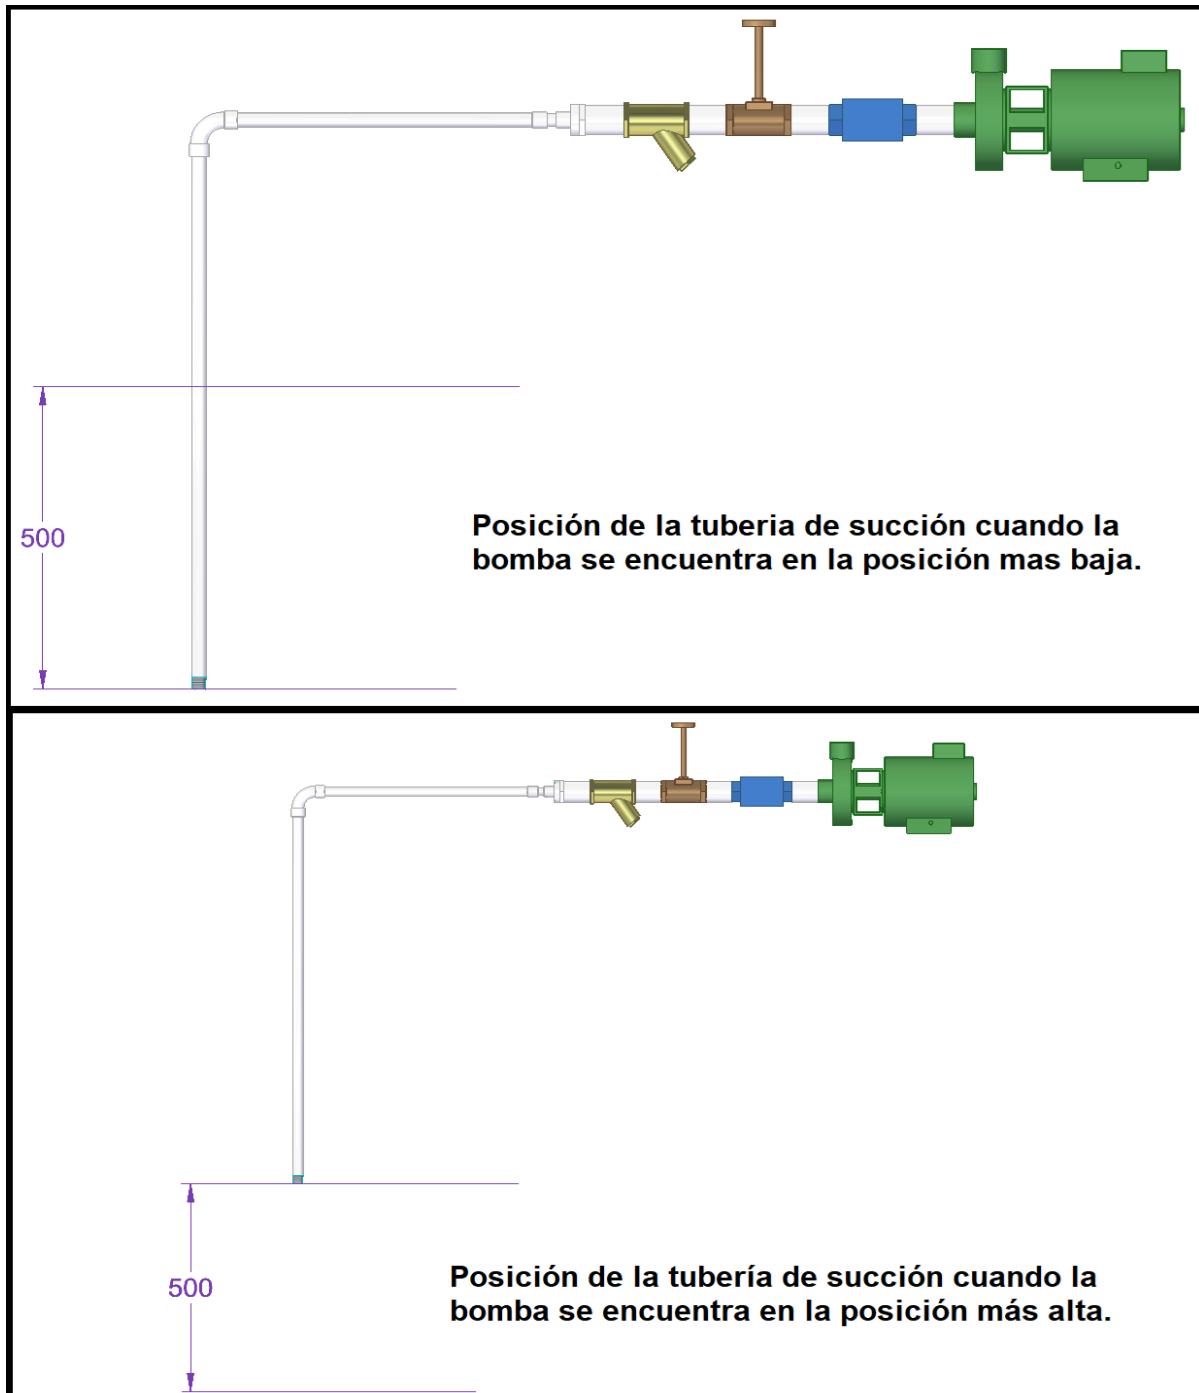 500
Posición de la tuberia de succión cuando la
bomba se encuentra en la posición mas baja.
500
Posición de la tubería de succión cuando la
bomba se encuentra en la posición más alta.